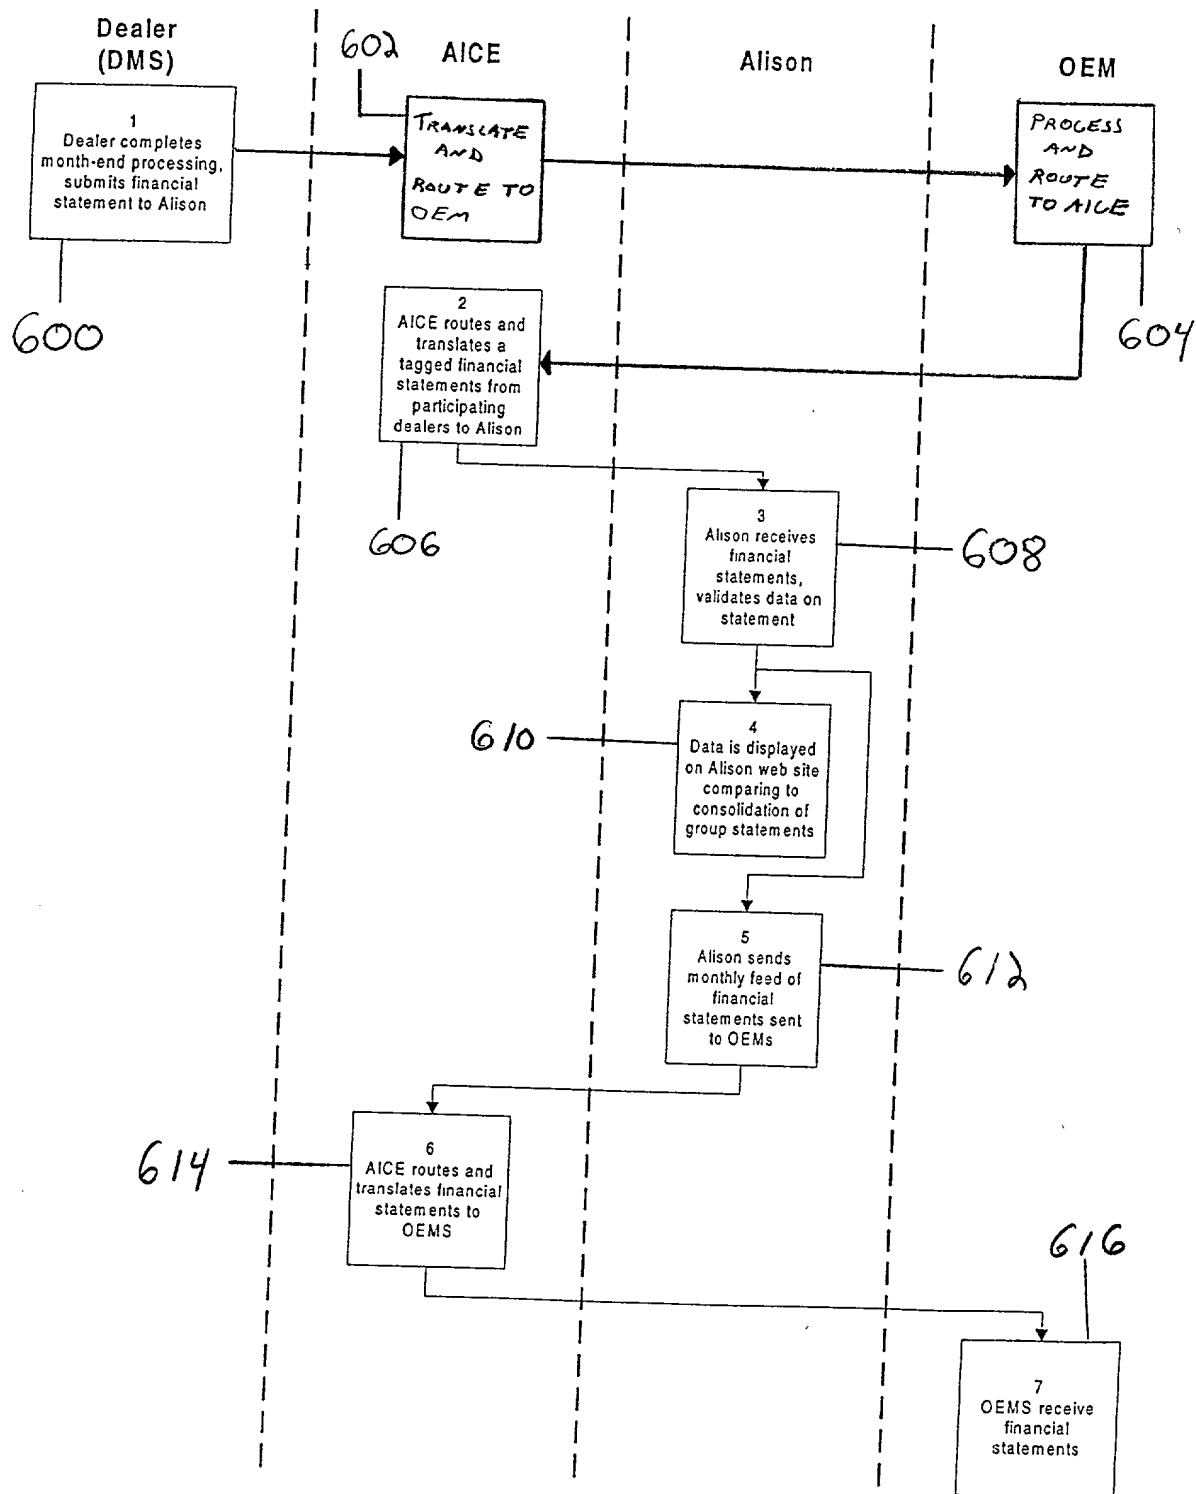 Dealer
(DMS)
AICE
Alison
OEM
602
1
Dealer completes
month-end processing,
submits financial
statement to Alison
TRANSLATE
AND
ROUTE TO
OEM
PROCESS
AND
ROUTE
TO AICE
600
604
2
AICE routes and
translates a
tagged financial
statements from
participating
dealers to Alison
606
3
Alison receives
financial
statements,
validates data on
statement
608
610
4
Data is displayed
on Alison web site
comparing to
consolidation of
group statements
5
Alison sends
monthly feed of
financial
statements sent
to OEMs
612
614
6
AICE routes and
translates financial
statements to
OEMS
616
7
OEMS receive
financial
statements